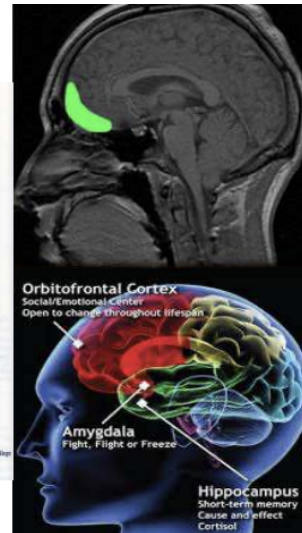 Orbitofrontal Cortex
Social/Emotional Center
Open to change throughout lifespan
Amygdala
Fight, Flight or Freeze
Hippocampus
Short-term memory
Cause and effect
Cortisol